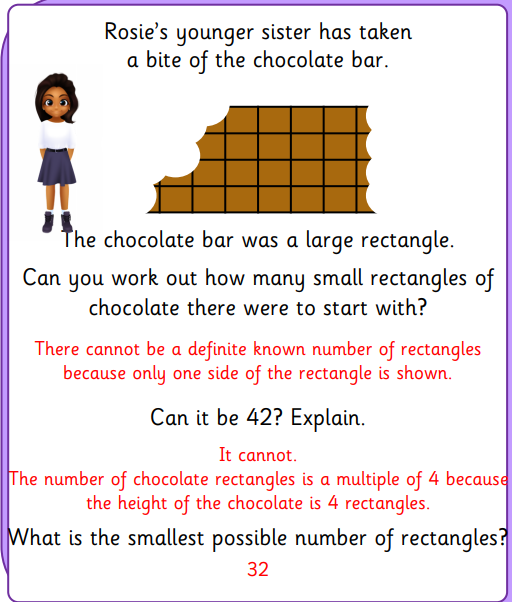 Rosie's younger sister has taken
a bite of the chocolate bar.
The chocolate bar was a large rectangle.
Can you work out how many small rectangles of
chocolate there were to start with?
There cannot be a definite known number of rectangles
because only one side of the rectangle is shown.
Can it be 42? Explain.
It cannot.
The number of chocolate rectangles is a multiple of 4 because
the height of the chocolate is 4 rectangles.
What is the smallest possible number of rectangles?
32